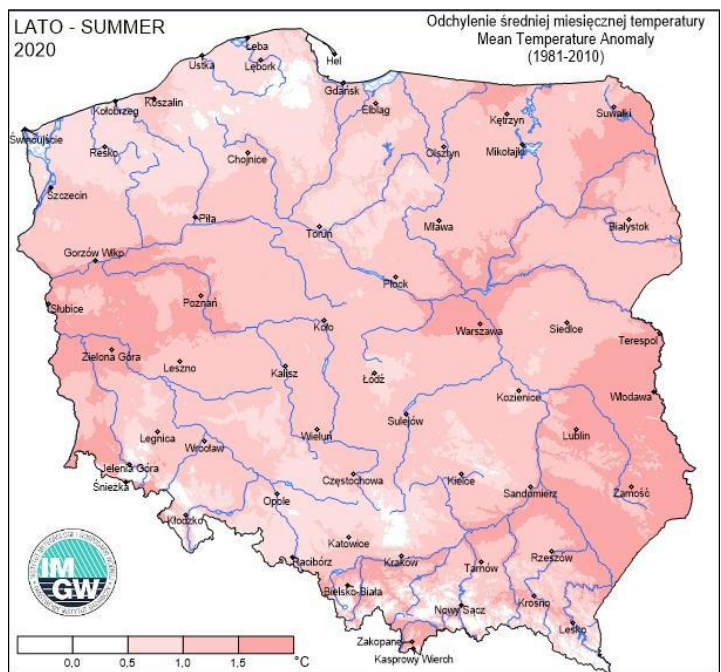 LATO - SUMMER
2020
Odchylenie średniej miesięcznej temperatury
Mean Temperature Anomaly
(1981-2010)
Łeba
Hel
Ustka
Lębork
Gdańsk
Kołobrzeg
Koszalin
Elbląg
Kętrzyn
Suwałki
Świnoujście
Resko
Chojnice
Olsztyn
Mikołajki
Szczecin
Piła
Toruń
Mława
Białystok
Gorzów Wlkp
Płock
Słubice
Poznań
Koło
Warszawa
Siedlce
Terespol
Zielona Góra
Leszno
Kalisz
Łódź
Kozienice
Włodawa
Sulejów
Legnica
Wrocław
Wieluń
Lublin
Jelenia Góra
Śnieżka
Opole
Częstochowa
Kielce
Sandomierz
Zamość
Kłodzko
Katowice
Racibórz
Kraków
Tarnów
Rzeszów
Bielsko-Biała
Nowy Sącz
Krosno
Lesko
Zakopane
Kasprowy Wierch
IM
GW
0,0 0,5 1,0 1,5 °C